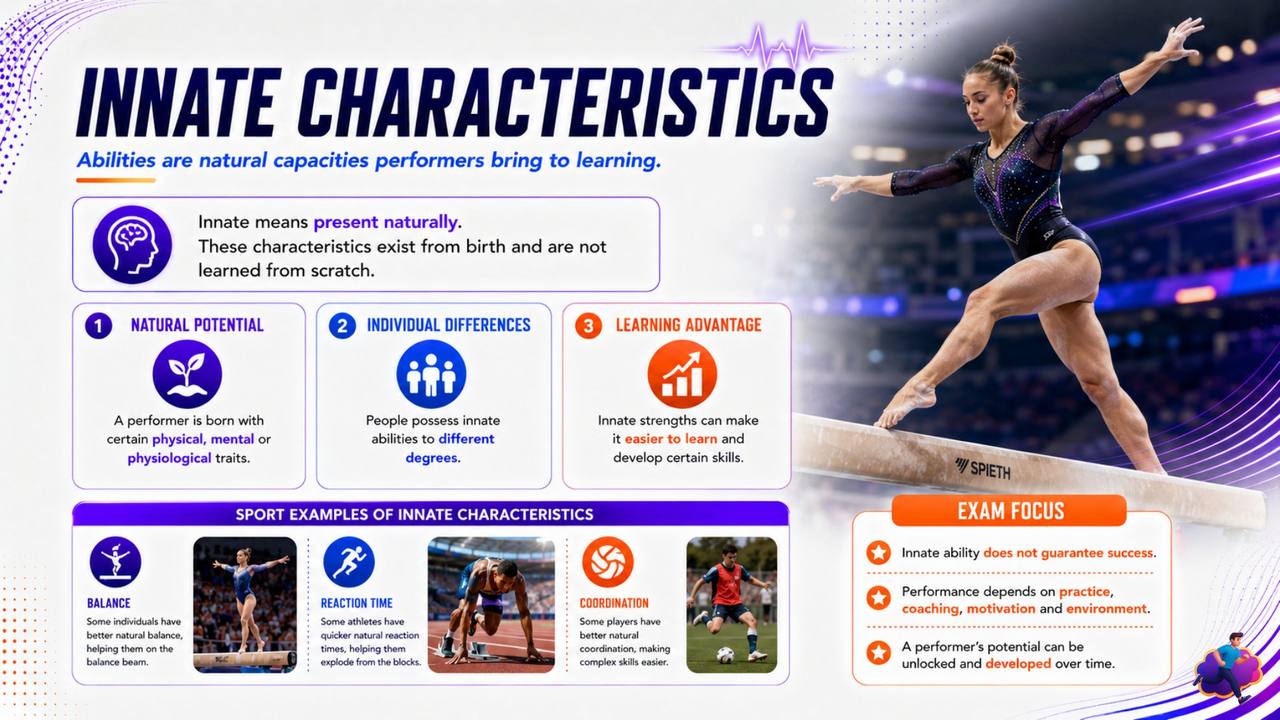 INNATE CHARACTERISTICS
Abilities are natural capacities performers bring to learning.
Innate means present naturally.
These characteristics exist from birth and are not
learned from scratch.
1 NATURAL POTENTIAL
A performer is born with
certain physical, mental or
physiological traits.
2 INDIVIDUAL DIFFERENCES
People possess innate
abilities to different
degrees.
3 LEARNING ADVANTAGE
Innate strengths can make
it easier to learn and
develop certain skills.
SPIETH
SPORT EXAMPLES OF INNATE CHARACTERISTICS
BALANCE
Some individuals have
better natural balance,
helping them on the
balance beam.
REACTION TIME
Some athletes have
quicker natural reaction
times, helping them
explode from the blocks.
COORDINATION
Some players have
better natural
coordination, making
complex skills easier.
EXAM FOCUS
Innate ability does not guarantee success.
Performance depends on practice,
coaching, motivation and environment.
A performer's potential can be
unlocked and developed over time.